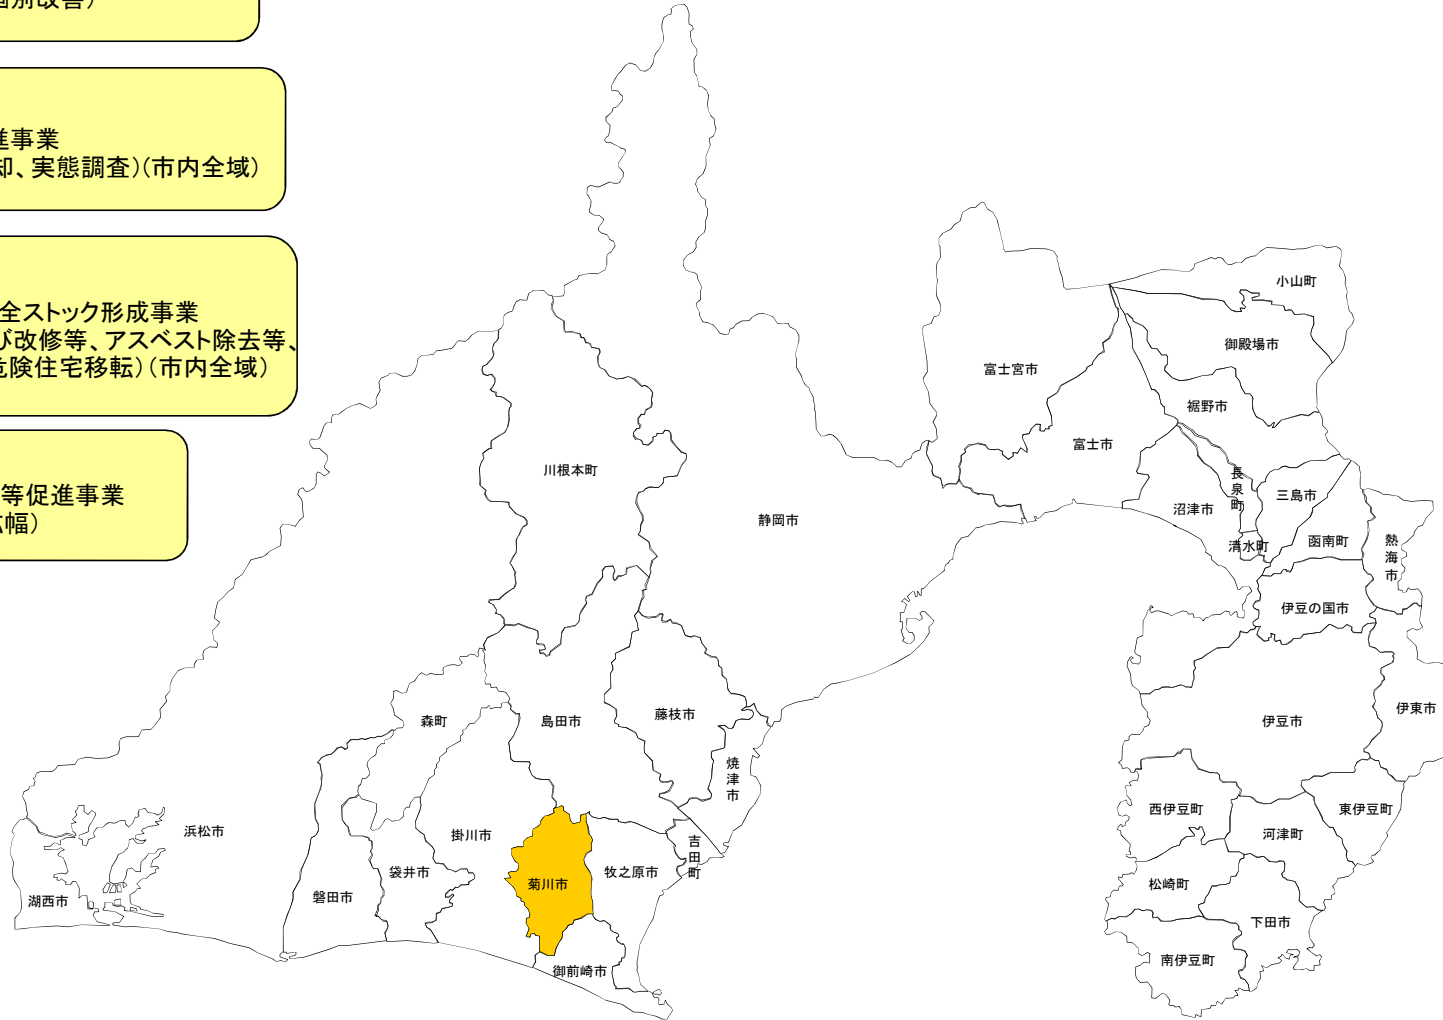 個別改善）
進事業
却、実態調査）（市内全域）
全ストック形成事業
び改修等、アスベスト除去等、
危険住宅移転）（市内全域）
等促進事業
拡幅）
小山町
御殿場市
富士宮市
裾野市
富士市
川根本町
長泉町
三島市
沼津市
静岡市
清水町
函南町
熱海市
伊豆の国市
伊東市
藤枝市
島田市
森町
伊豆市
焼津市
西伊豆町
東伊豆町
浜松市
掛川市
河津町
吉田町
袋井市
牧之原市
菊川市
松崎町
磐田市
湖西市
下田市
南伊豆町
御前崎市